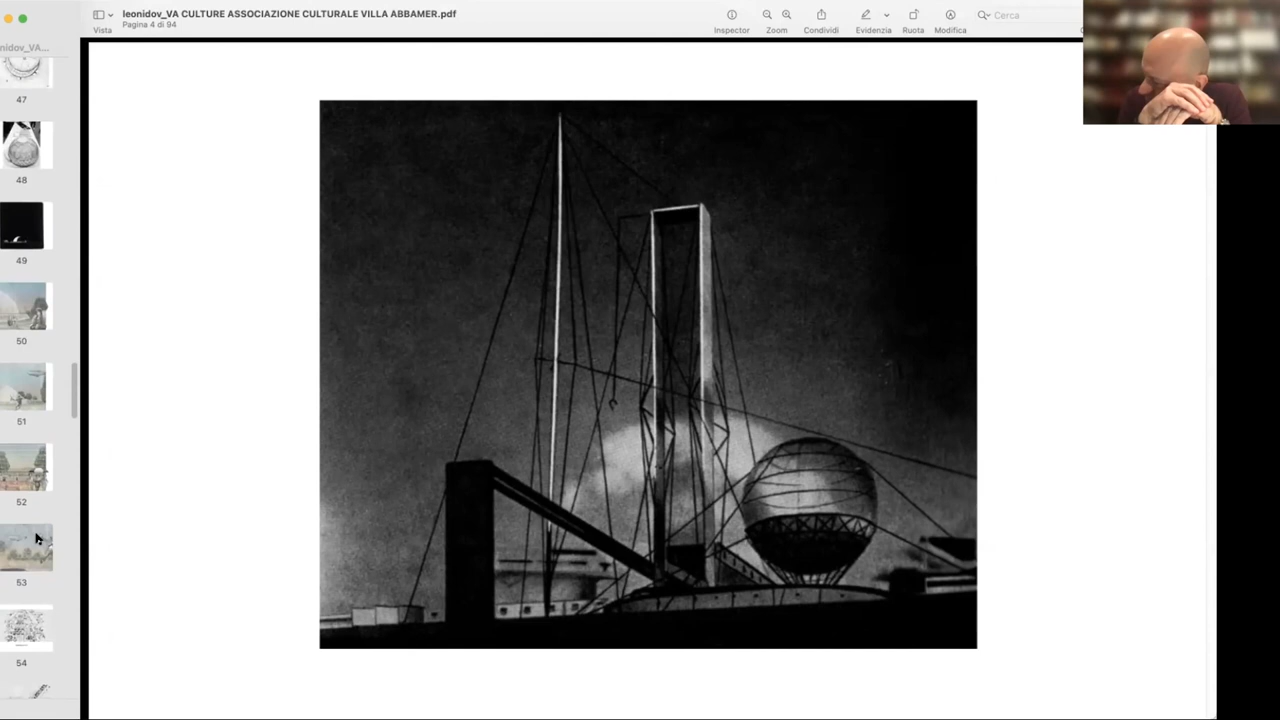 leonidov_VA CULTURE ASSOCIAZIONE CULTURALE VILLA ABBAMER.pdf
Pagina 4 di 94
Vista
Inspector
Zoom
Condividi
Evidenzia
Ruota
Modifica
Cerca
nidov_VA...
47
48
49
50
51
52
53
54